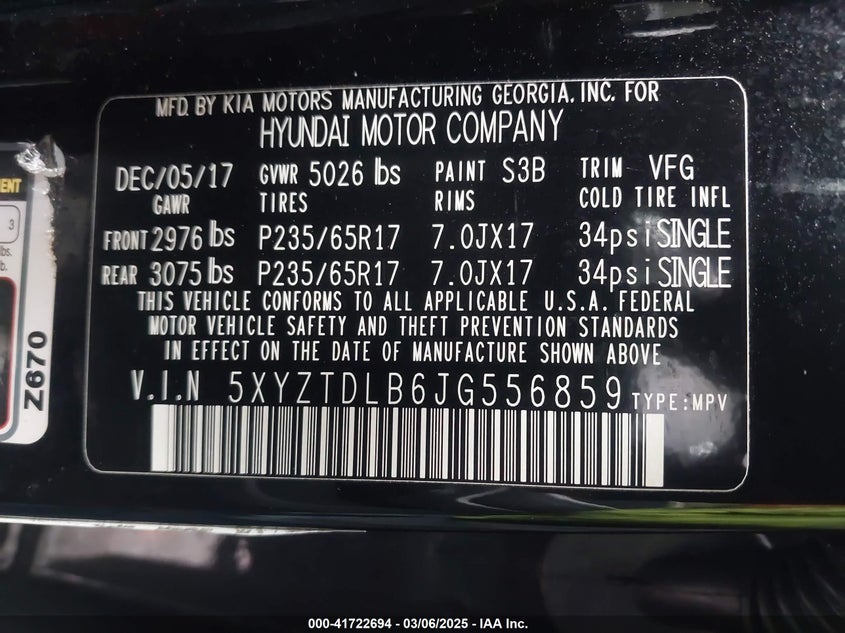 MFD. BY KIA MOTORS MANUFACTURING GEORGIA, INC. FOR
HYUNDAI MOTOR COMPANY
DEC/05/17 GVWR 5026 lbs PAINT S3B TRIM VFG
GAWR TIRES RIMS COLD TIRE INFL
FRONT 2976 lbs P235/65R17 7.0JX17 34psi SINGLE
REAR 3075 lbs P235/65R17 7.0JX17 34psi SINGLE
THIS VEHICLE CONFORMS TO ALL APPLICABLE U.S.A. FEDERAL
MOTOR VEHICLE SAFETY AND THEFT PREVENTION STANDARDS
IN EFFECT ON THE DATE OF MANUFACTURE SHOWN ABOVE
V.I.N 5XYZTDLB6JG556859 TYPE:MPV
3
Z670
000-41722694 - 03/06/2025 - IAA Inc.